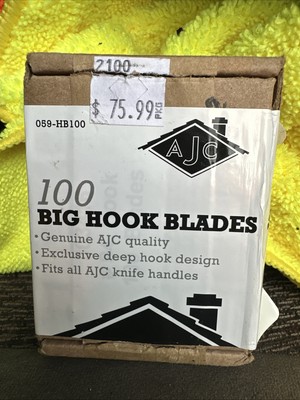 2100
$ 75.99
PKG
059-HB100
AJC
100
BIG HOOK BLADES
• Genuine AJC quality
• Exclusive deep hook design
• Fits all AJC knife handles